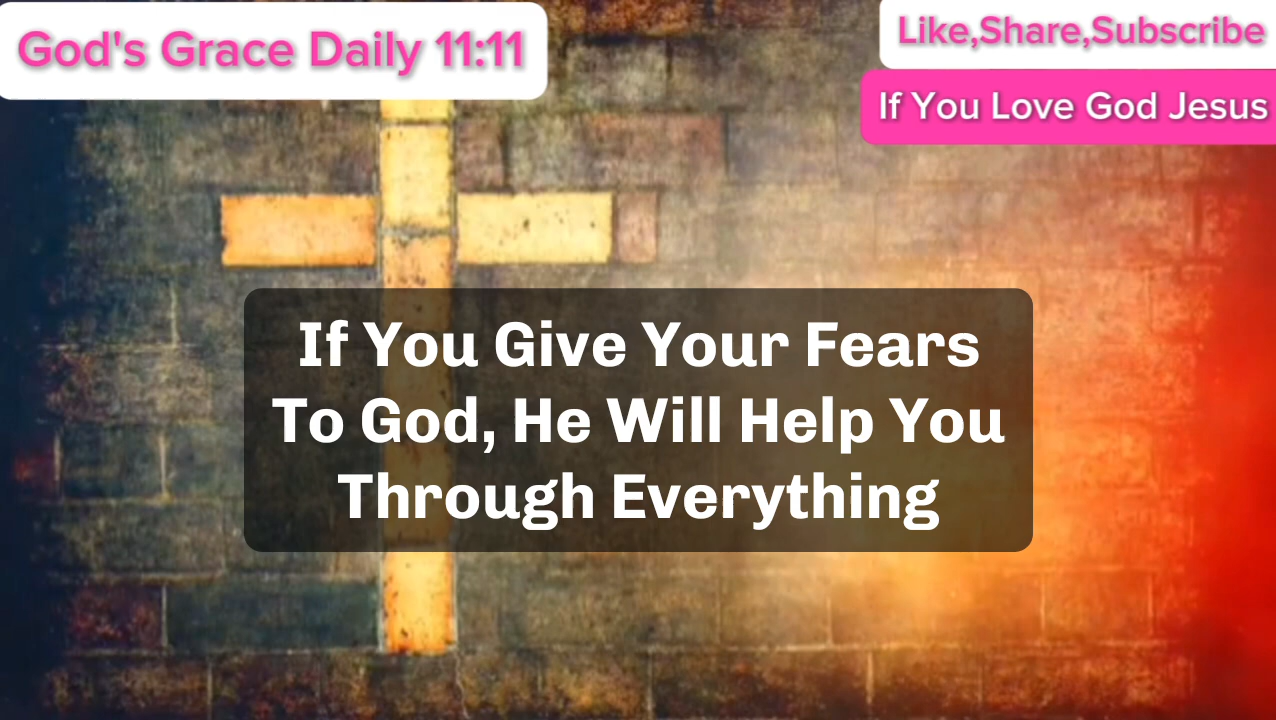 God's Grace Daily 11:11
Like,Share,Subscribe
If You Love God Jesus
If You Give Your Fears
To God, He Will Help You
Through Everything